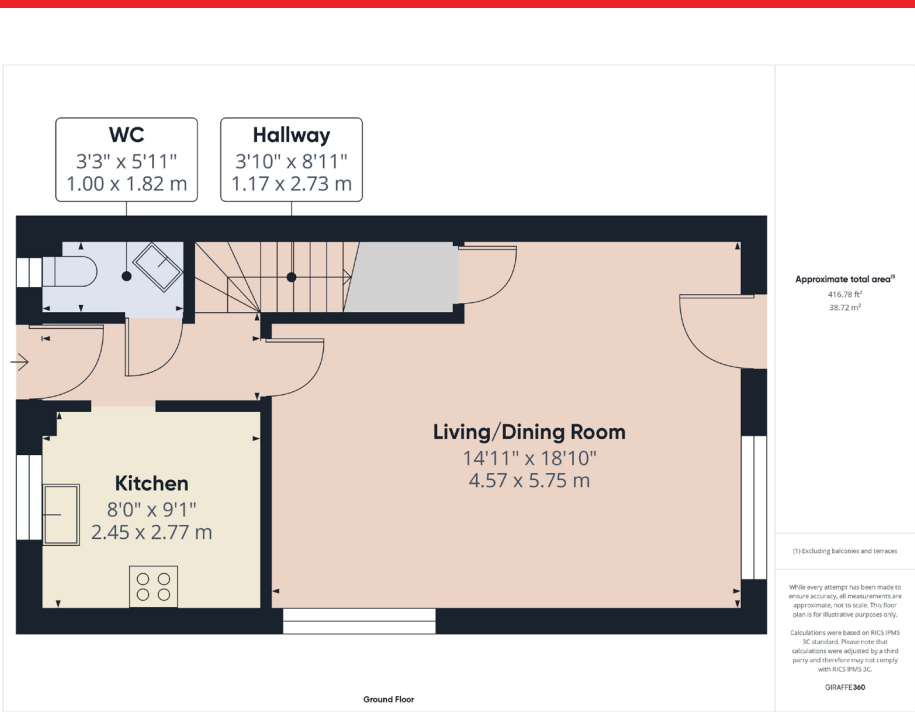 WC
3'3" x 5'11"
1.00 x 1.82 m
Hallway
3'10" x 8'11"
1.17 x 2.73 m
Living/Dining Room
14'11" x 18'10"
4.57 x 5.75 m
Kitchen
8'0" x 9'1"
2.45 x 2.77 m
Ground Floor
Approximate total area⁽¹⁾
416.78 ft²
38.72 m²
(1) Excluding balconies and terraces
While every attempt has been made to
ensure accuracy, all measurements are
approximate, not to scale. This floor
plan is for illustrative purposes only.
Calculations were based on RICS IPMS
3C standard. Please note that
calculations were adjusted by a third
party and therefore may not comply
with RICS IPMS 3C.
GIRAFFE360